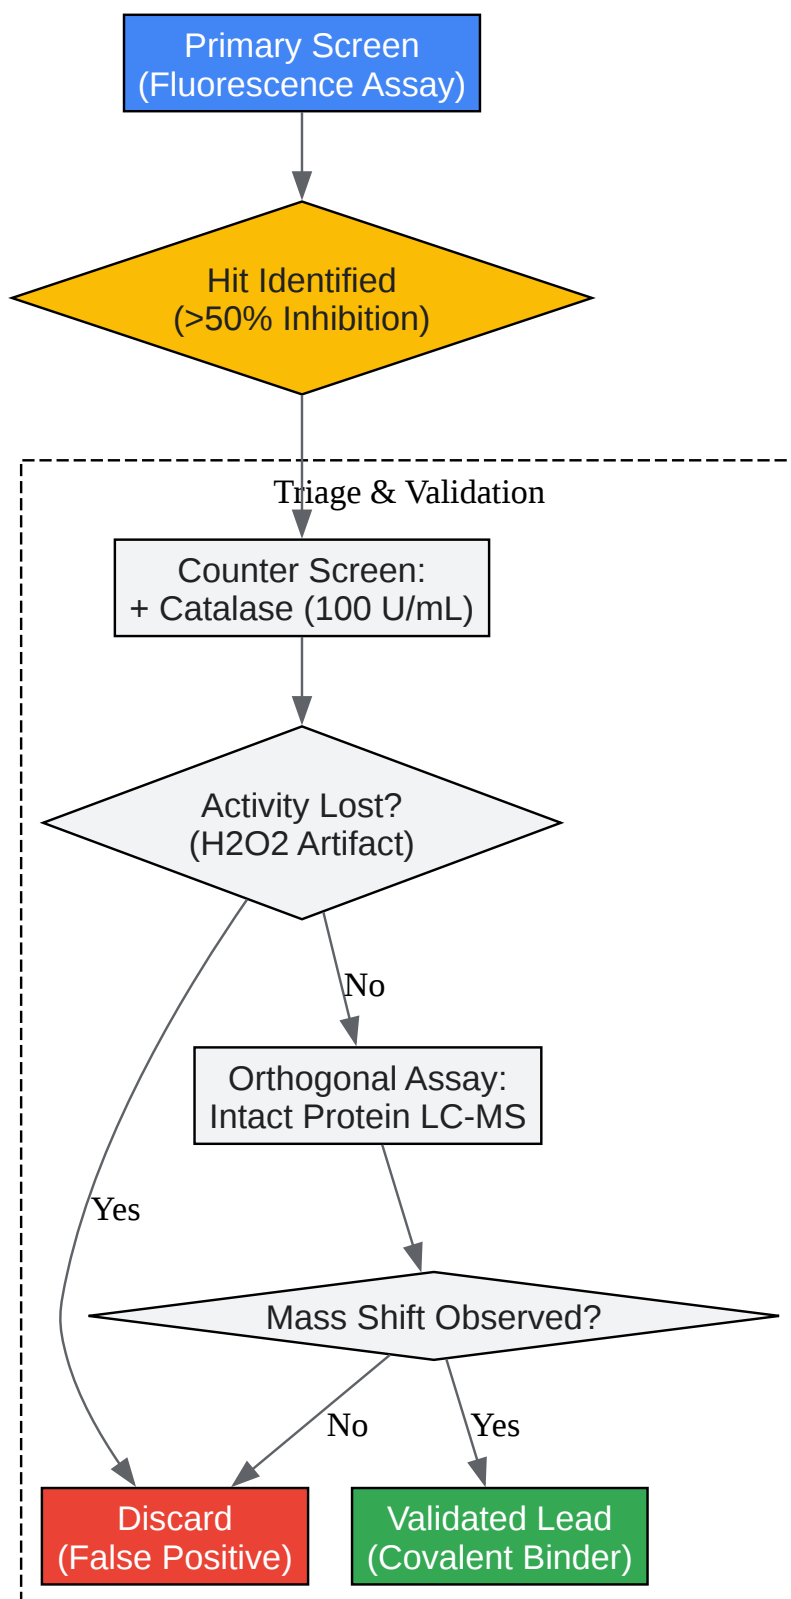 Primary Screen
(Fluorescence Assay)
Hit Identified
(>50% Inhibition)
Triage & Validation
Counter Screen:
+ Catalase (100 U/mL)
Activity Lost?
(H2O2 Artifact)
No
Orthogonal Assay:
Intact Protein LC-MS
Yes
Mass Shift Observed?
No
Yes
Discard
(False Positive)
Validated Lead
(Covalent Binder)